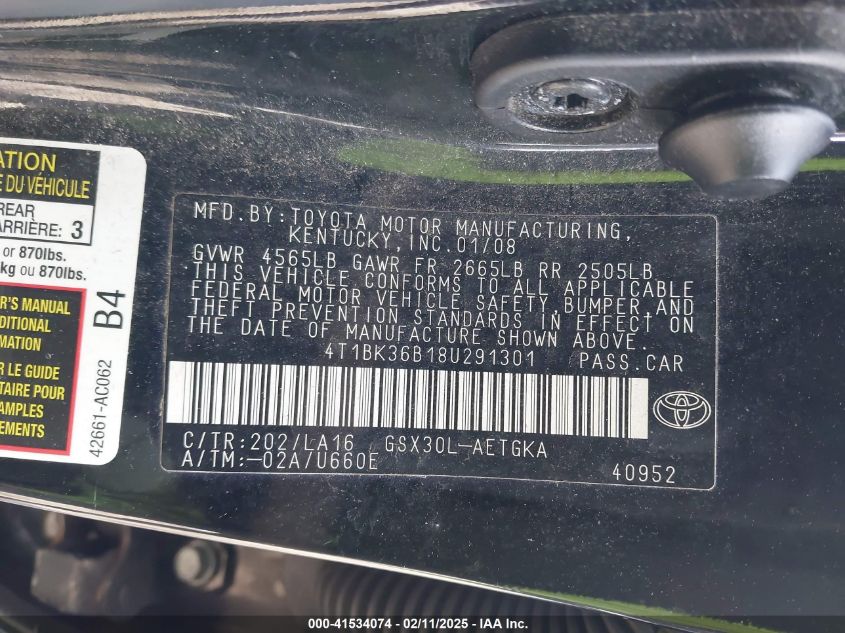 ATION
E DU VÉHICULE
REAR
ARRIÈRE: 3
or 870lbs.
kg ou 870lbs.
R'S MANUAL
DDITIONAL
RMATION
LE GUIDE
TAIRE POUR
AMPLES
EMENTS
B4
42661-AC062
MFD.BY:TOYOTA MOTOR MANUFACTURING,
KENTUCKY,INC.01/08
GVWR 4565LB GAWR FR 2665LB RR 2505LB
THIS VEHICLE CONFORMS TO ALL APPLICABLE
FEDERAL MOTOR VEHICLE SAFETY,BUMPER,AND
THEFT PREVENTION STANDARDS IN EFFECT ON
THE DATE OF MANUFACTURE SHOWN ABOVE.
4T1BK36B18U291301 PASS.CAR
C/TR:202/LA16 GSX30L-AETGKA
A/TM:-02A/U660E 40952
000-41534074 - 02/11/2025 - IAA Inc.